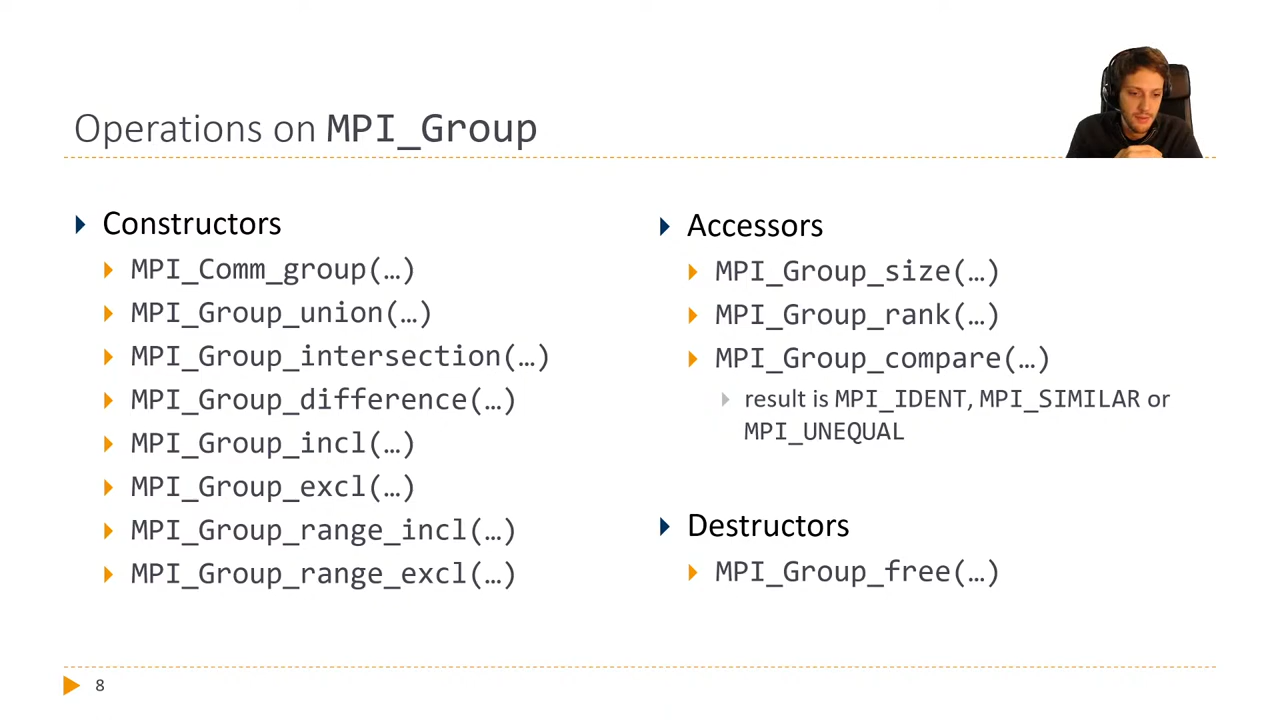 Operations on MPI_Group
Constructors
MPI_Comm_group(…)
MPI_Group_union(…)
MPI_Group_intersection(…)
MPI_Group_difference(…)
MPI_Group_incl(…)
MPI_Group_excl(…)
MPI_Group_range_incl(…)
MPI_Group_range_excl(…)
Accessors
MPI_Group_size(…)
MPI_Group_rank(…)
MPI_Group_compare(…)
result is MPI_IDENT, MPI_SIMILAR or
MPI_UNEQUAL
Destructors
MPI_Group_free(…)
8